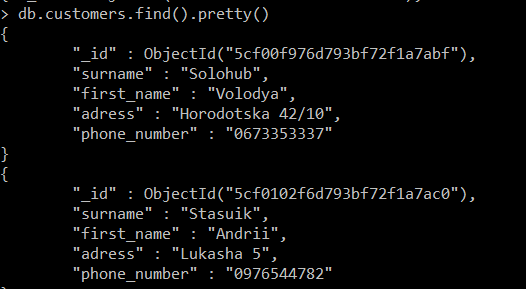 > db.customers.find().pretty()
{
"_id" : ObjectId("5cf00f976d793bf72f1a7abf"),
"surname" : "Solohub",
"first_name" : "Volodya",
"adress" : "Horodotska 42/10",
"phone_number" : "0673353337"
}
{
"_id" : ObjectId("5cf0102f6d793bf72f1a7ac0"),
"surname" : "Stasuik",
"first_name" : "Andrii",
"adress" : "Lukasha 5",
"phone_number" : "0976544782"